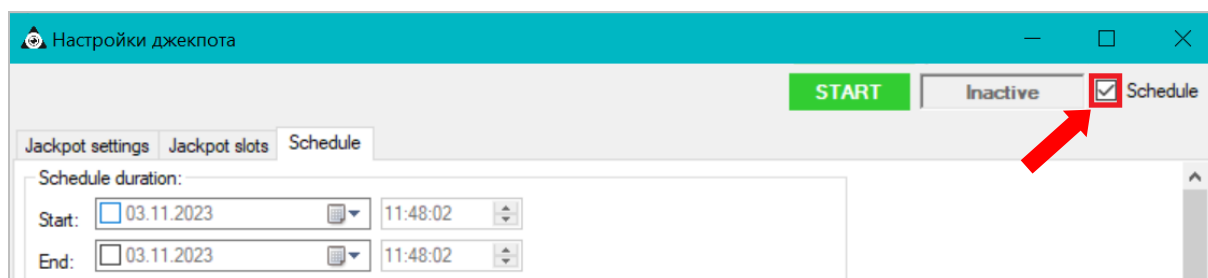 Настройки джекпота
START Inactive Schedule
Jackpot settings Jackpot slots Schedule
Schedule duration:
Start: 03.11.2023 11:48:02
End: 03.11.2023 11:48:02